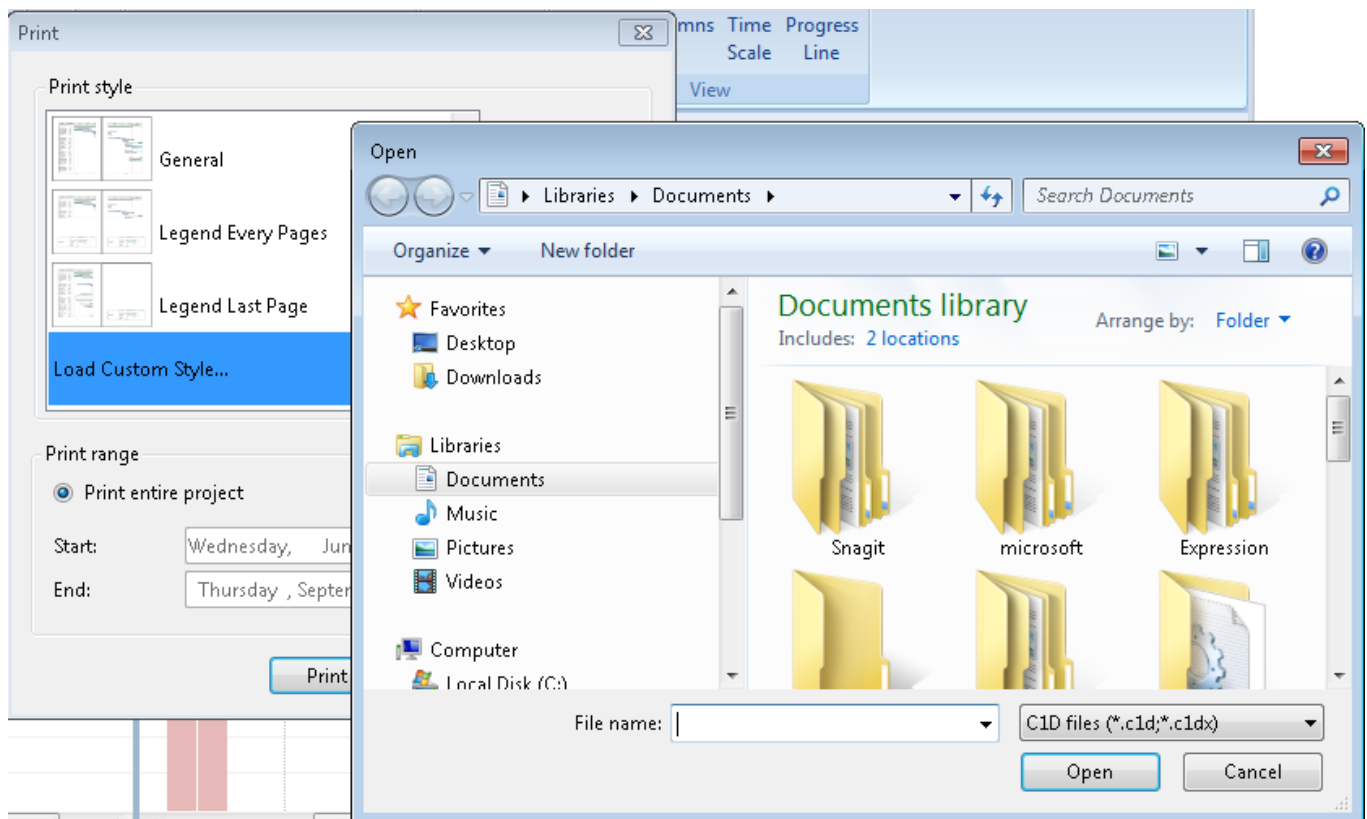 Print
mns Time Progress
Scale Line
View
Print style
General
Legend Every Pages
Legend Last Page
Load Custom Style...
Print range
Print entire project
Start: Wednesday, Jun
End: Thursday , Septer
Print
Open
Libraries Documents
Search Documents
Organize New folder
Favorites
Desktop
Downloads
Libraries
Documents
Music
Pictures
Videos
Computer
Local Disk (C:)
Documents library
Includes: 2 locations
Arrange by: Folder
Snagit microsoft Expression
File name: C1D files (*.c1d;*.c1dx)
Open Cancel